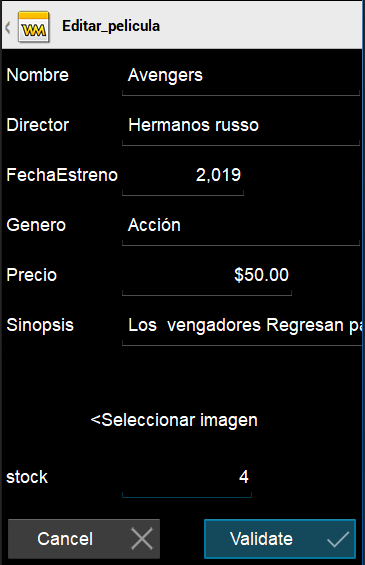 WM Editar_pelicula
Nombre Avengers
Director Hermanos russo
FechaEstreno 2,019
Genero Acción
Precio $50.00
Sinopsis Los vengadores Regresan pa
<Seleccionar imagen
stock 4
Cancel Validate